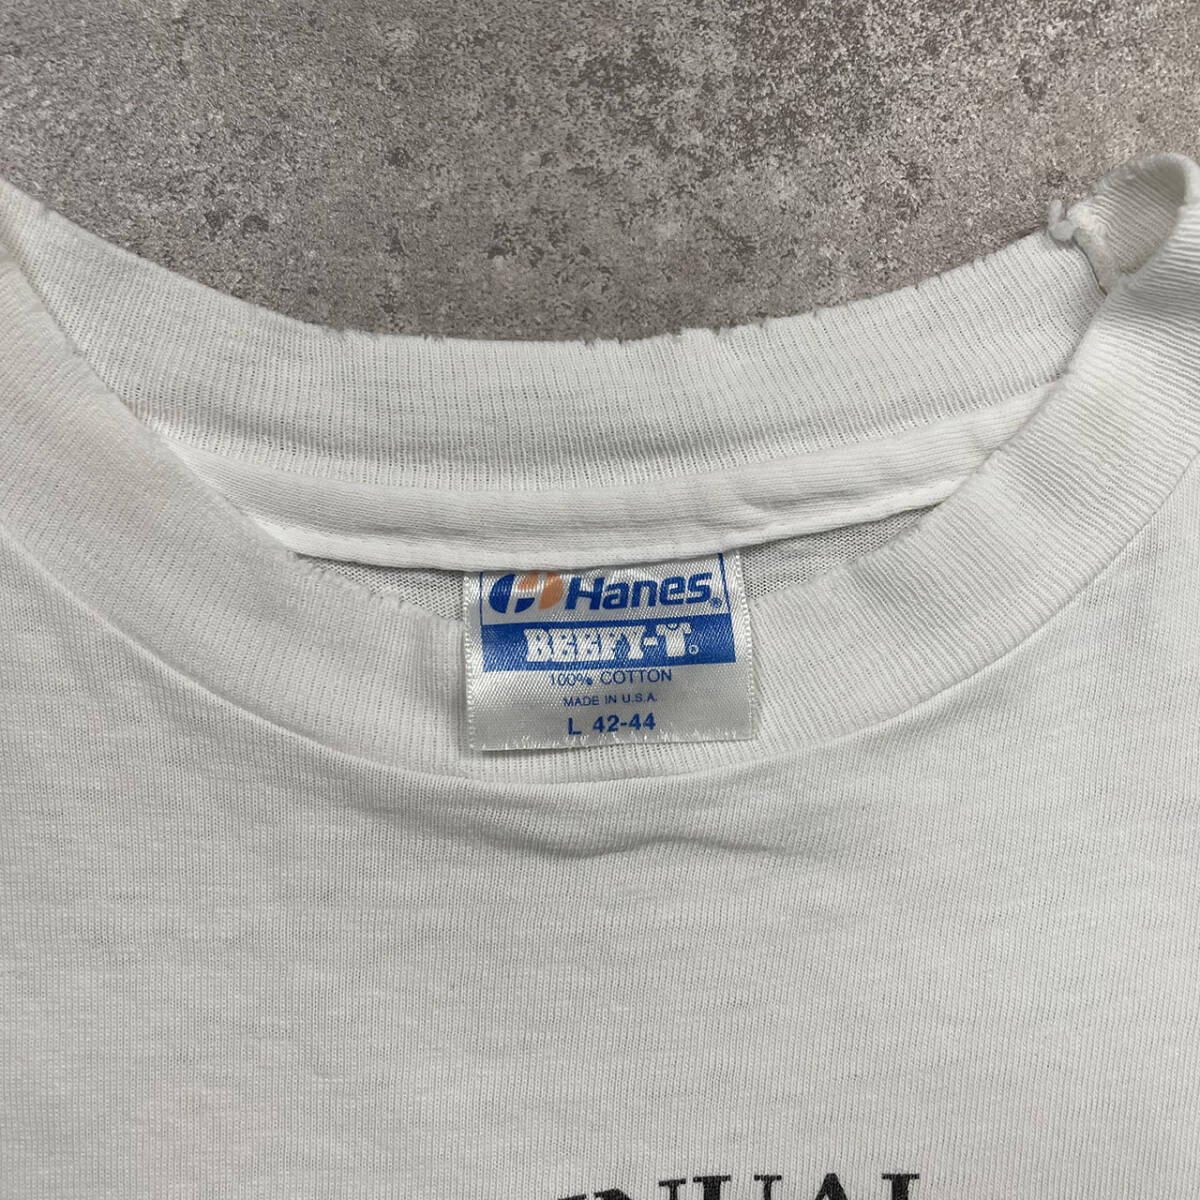 Hanes®
BEEFY-T®
100% COTTON
MADE IN U.S.A.
L 42-44